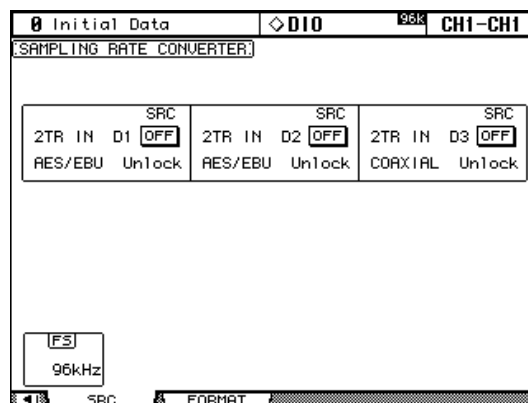 0 Initial Data ◇DIO 96k CH1-CH1
SAMPLING RATE CONVERTER
SRC SRC SRC
2TR IN D1 OFF 2TR IN D2 OFF 2TR IN D3 OFF
AES/EBU Unlock AES/EBU Unlock COAXIAL Unlock
FS
96kHz
SRC FORMAT